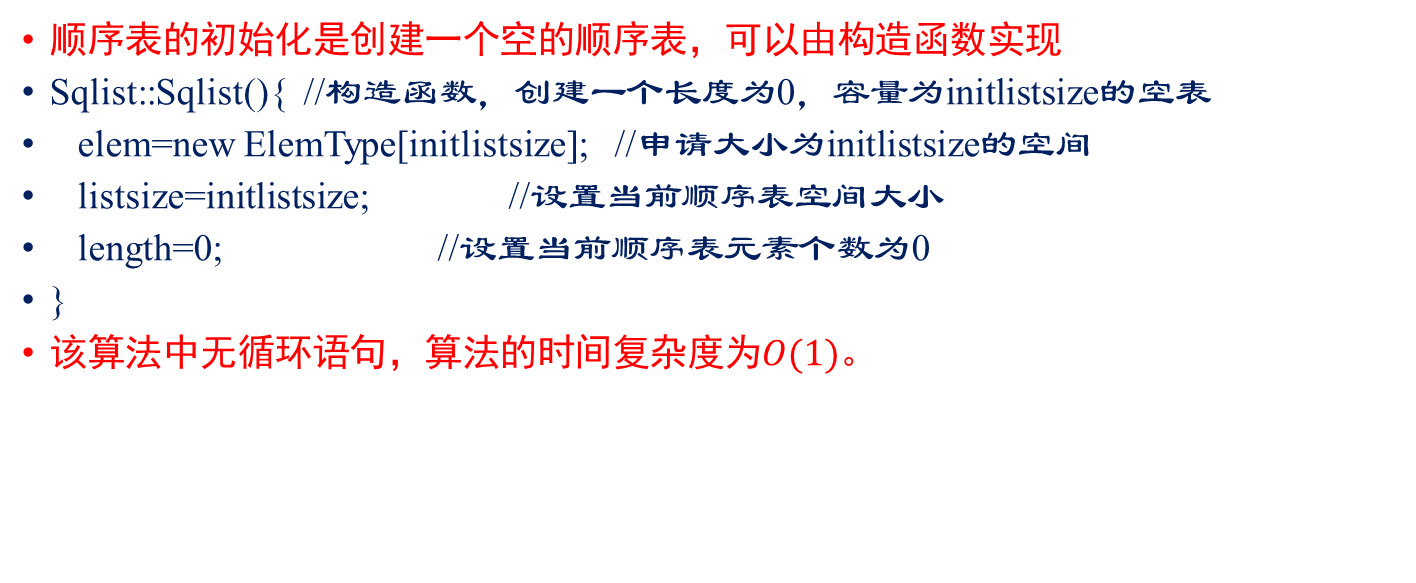 • 顺序表的初始化是创建一个空的顺序表，可以由构造函数实现
• Sqlist::Sqlist(){ //构造函数，创建一个长度为0，容量为initlistsize的空表
• elem=new ElemType[initlistsize]; //申请大小为initlistsize的空间
• listsize=initlistsize; //设置当前顺序表空间大小
• length=0; //设置当前顺序表元素个数为0
• }
• 该算法中无循环语句，算法的时间复杂度为O(1)。